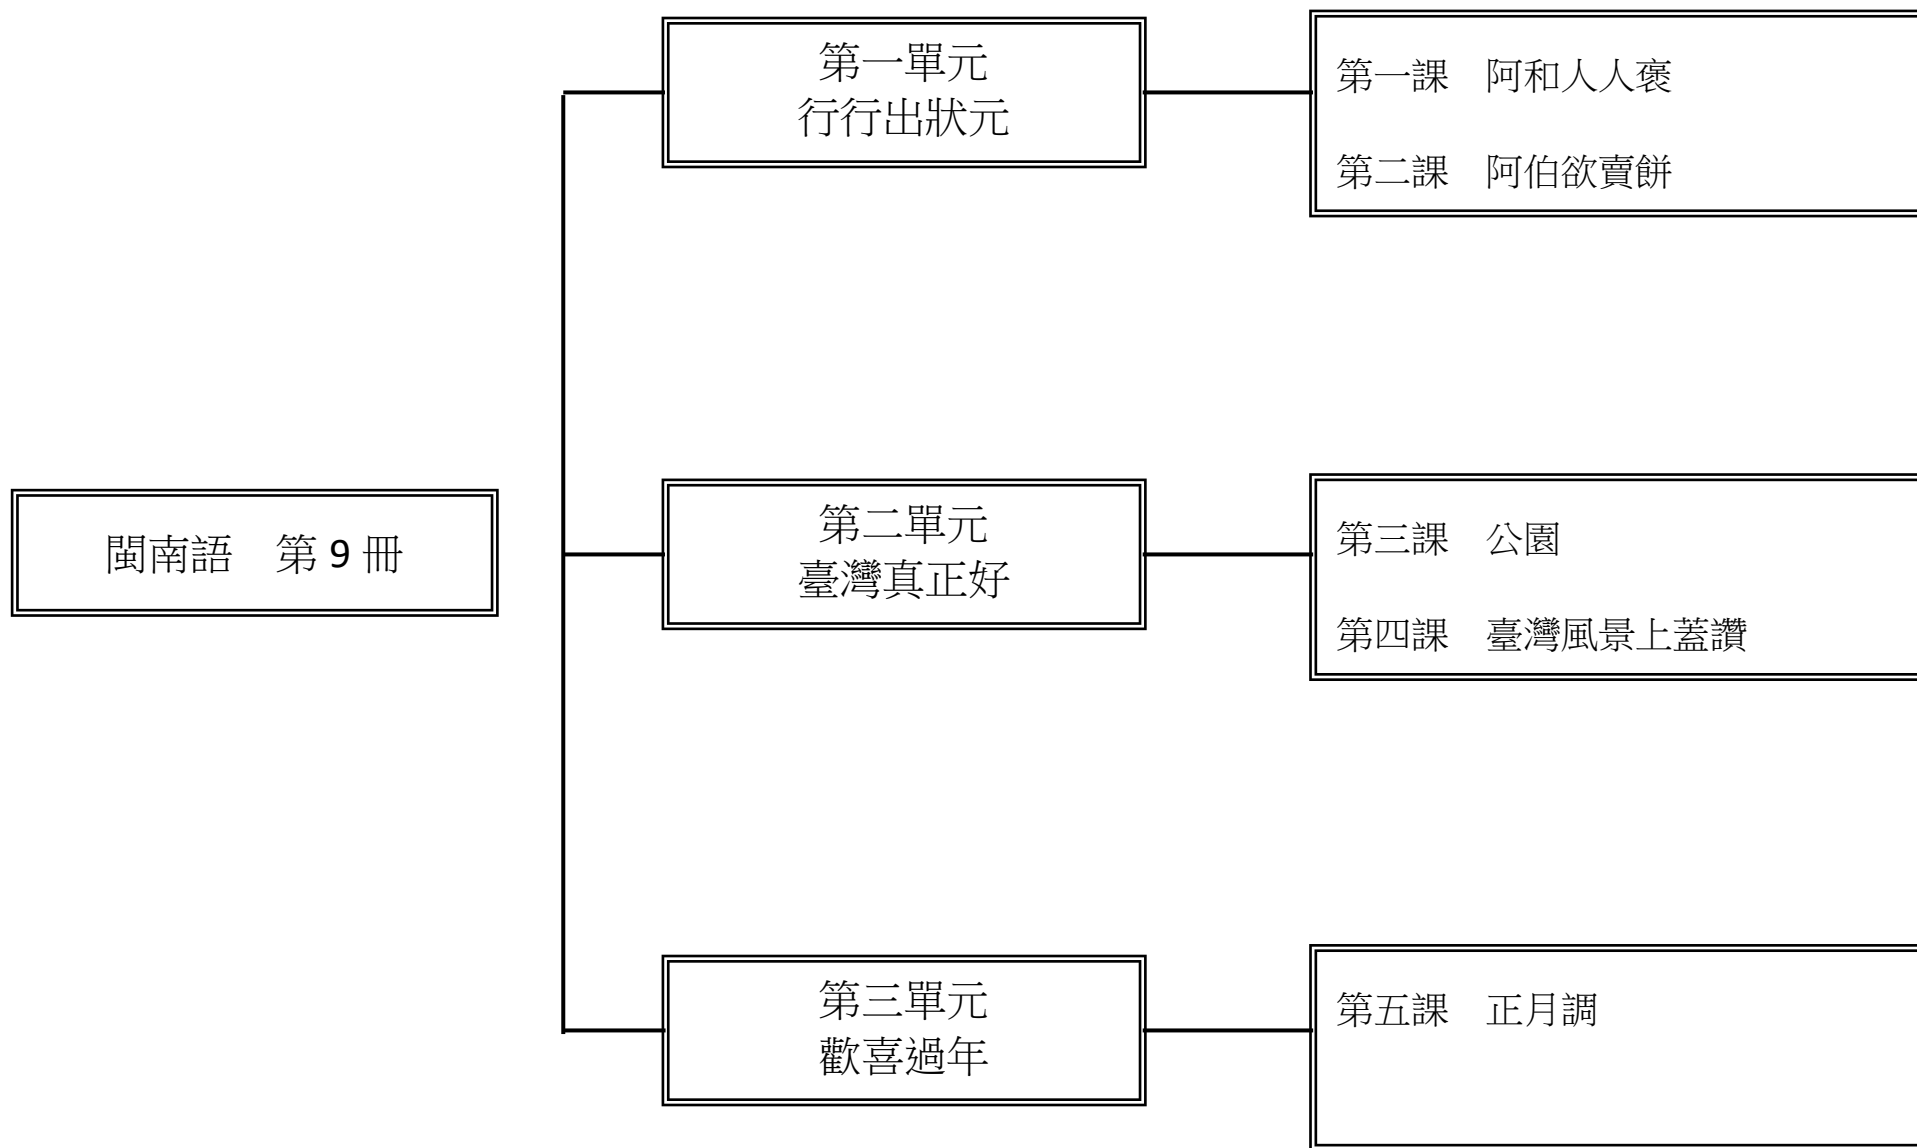 閩南語　第 9 冊
第一單元
行行出狀元
第一課　阿和人人褒
第二課　阿伯欲賣餅
第二單元
臺灣真正好
第三課　公園
第四課　臺灣風景上蓋讚
第三單元
歡喜過年
第五課　正月調